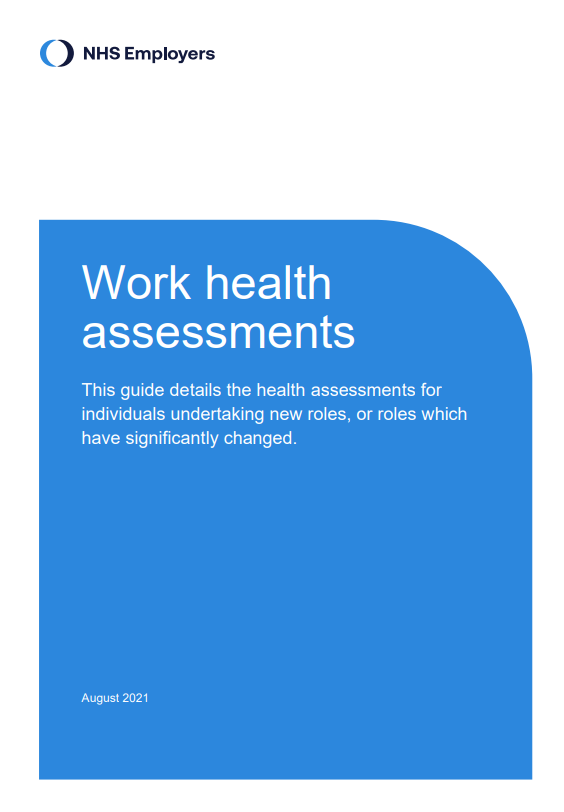 NHS Employers
Work health
assessments
This guide details the health assessments for
individuals undertaking new roles, or roles which
have significantly changed.
August 2021